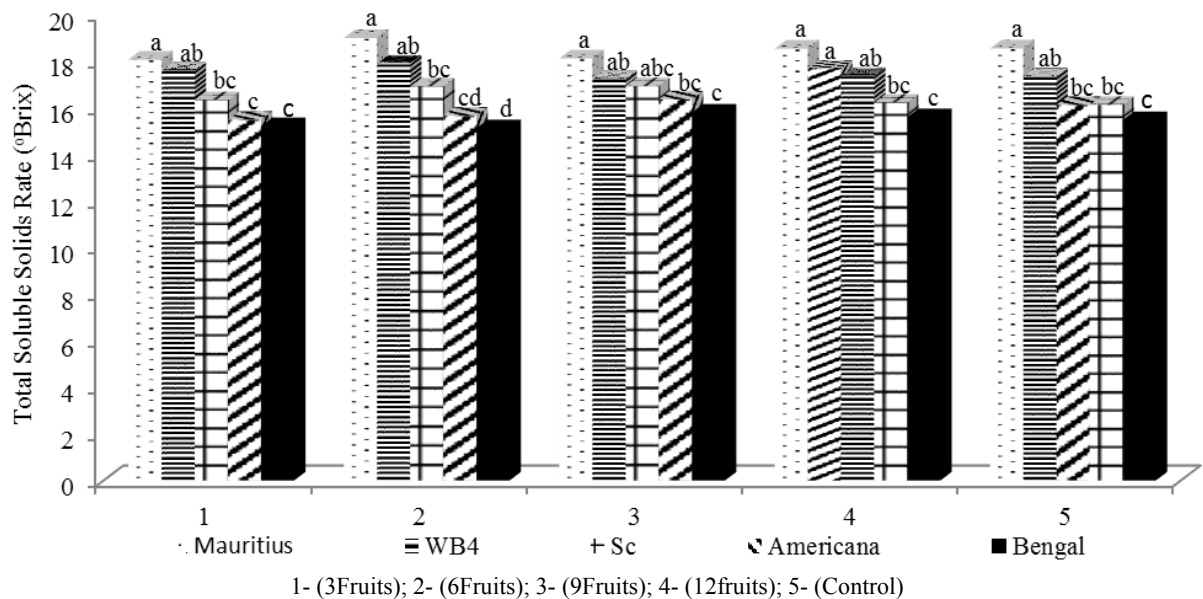 Total Soluble Solids Rate (⁰Brix)
20
18
16
14
12
10
8
6
4
2
0
a ab bc c c
a ab bc cd d
a ab abc bc c
a a ab bc c
a ab bc bc c
1 2 3 4 5
Mauritius WB4 Sc Americana Bengal
1- (3Fruits); 2- (6Fruits); 3- (9Fruits); 4- (12fruits); 5- (Control)